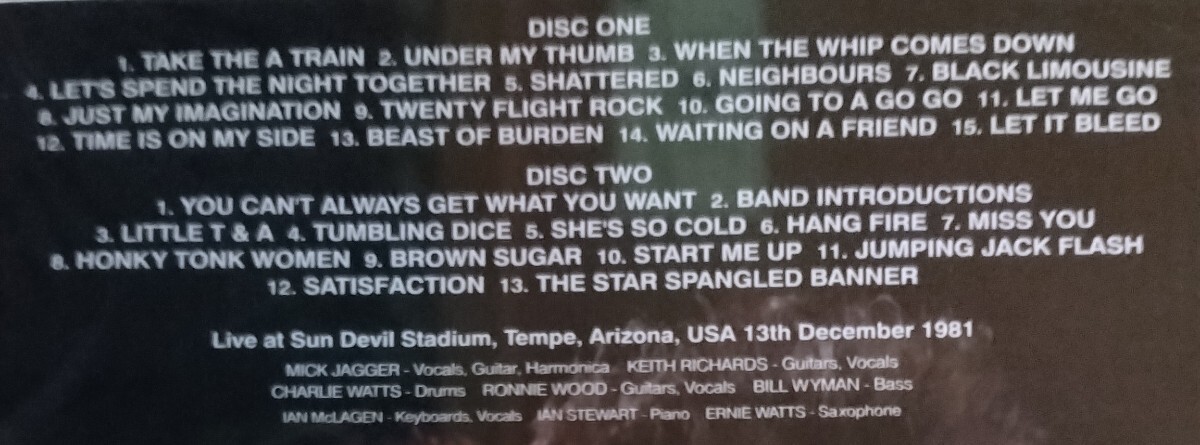 DISC ONE
1. TAKE THE A TRAIN 2. UNDER MY THUMB 3. WHEN THE WHIP COMES DOWN
4. LET'S SPEND THE NIGHT TOGETHER 5. SHATTERED 6. NEIGHBOURS 7. BLACK LIMOUSINE
8. JUST MY IMAGINATION 9. TWENTY FLIGHT ROCK 10. GOING TO A GO GO 11. LET ME GO
12. TIME IS ON MY SIDE 13. BEAST OF BURDEN 14. WAITING ON A FRIEND 15. LET IT BLEED
DISC TWO
1. YOU CAN'T ALWAYS GET WHAT YOU WANT 2. BAND INTRODUCTIONS
3. LITTLE T & A 4. TUMBLING DICE 5. SHE'S SO COLD 6. HANG FIRE 7. MISS YOU
8. HONKY TONK WOMEN 9. BROWN SUGAR 10. START ME UP 11. JUMPING JACK FLASH
12. SATISFACTION 13. THE STAR SPANGLED BANNER
Live at Sun Devil Stadium, Tempe, Arizona, USA 13th December 1981
MICK JAGGER - Vocals, Guitar, Harmonica KEITH RICHARDS - Guitars, Vocals
CHARLIE WATTS - Drums RONNIE WOOD - Guitars, Vocals BILL WYMAN - Bass
IAN McLAGEN - Keyboards, Vocals IAN STEWART - Piano ERNIE WATTS - Saxophone